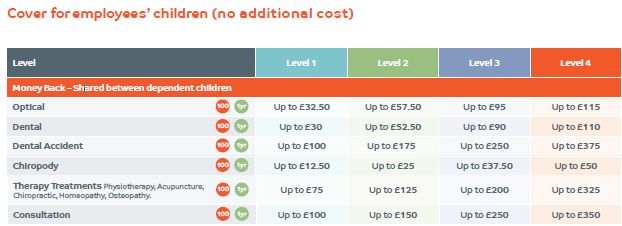 Cover for employees' children (no additional cost)
Level Level 1 Level 2 Level 3 Level 4
Money Back – Shared between dependent children
Optical 100 1yr Up to £32.50 Up to £57.50 Up to £95 Up to £115
Dental 100 1yr Up to £30 Up to £52.50 Up to £90 Up to £110
Dental Accident 100 1yr Up to £100 Up to £175 Up to £250 Up to £375
Chiropody 100 1yr Up to £12.50 Up to £25 Up to £37.50 Up to £50
Therapy Treatments Physiotherapy, Acupuncture,
Chiropractic, Homeopathy, Osteopathy. 100 1yr Up to £75 Up to £125 Up to £200 Up to £325
Consultation 100 1yr Up to £100 Up to £150 Up to £250 Up to £350